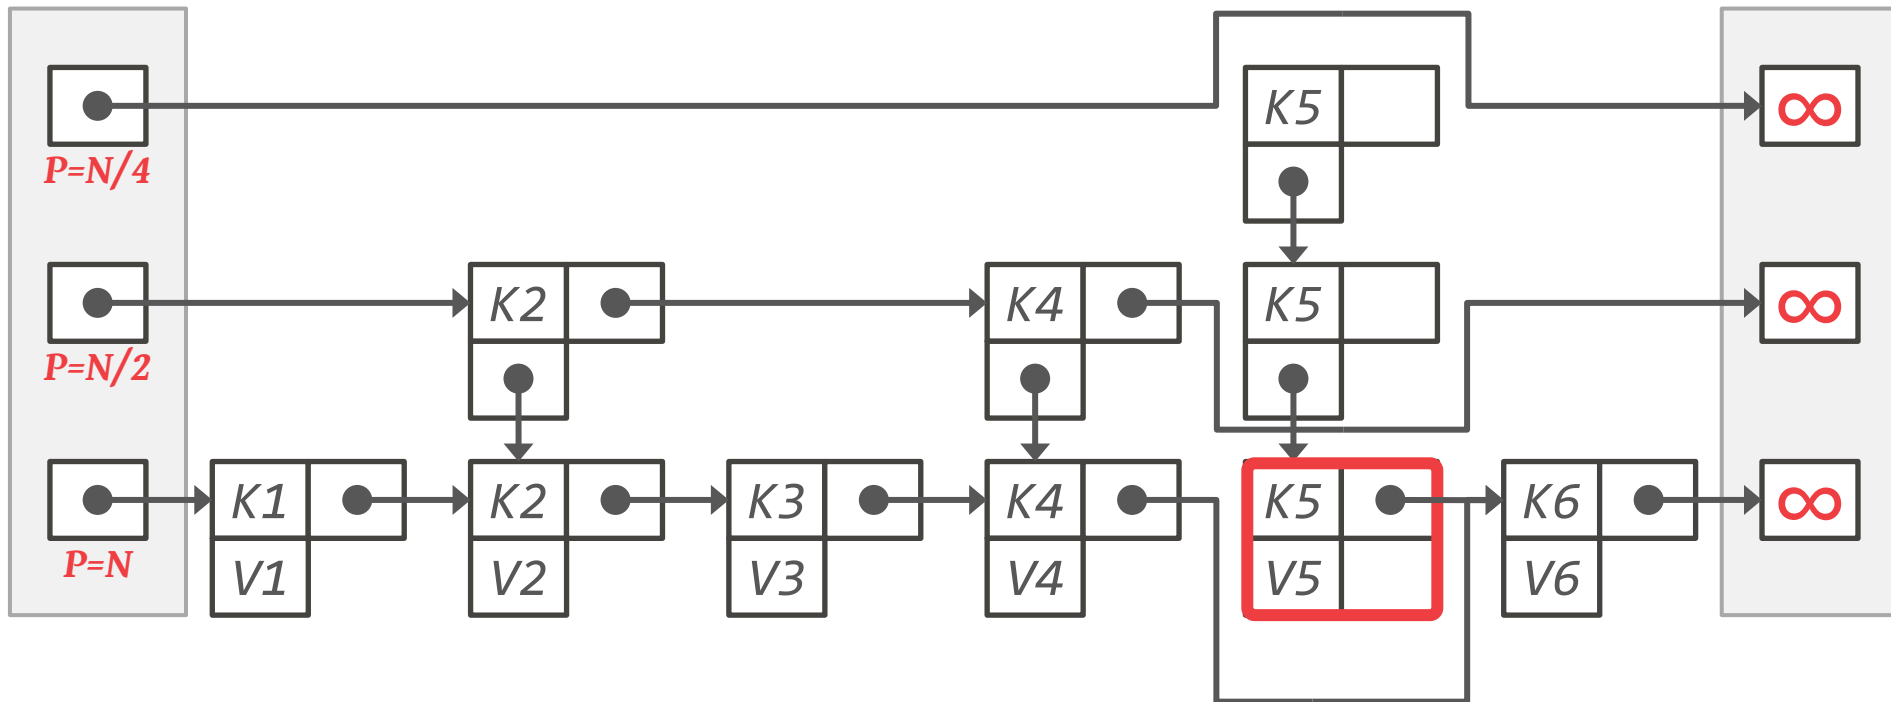 K5 ∞
P=N/4
K2 K4 K5 ∞
P=N/2
K1 K2 K3 K4 K5 K6 ∞
P=N
V1 V2 V3 V4 V5 V6